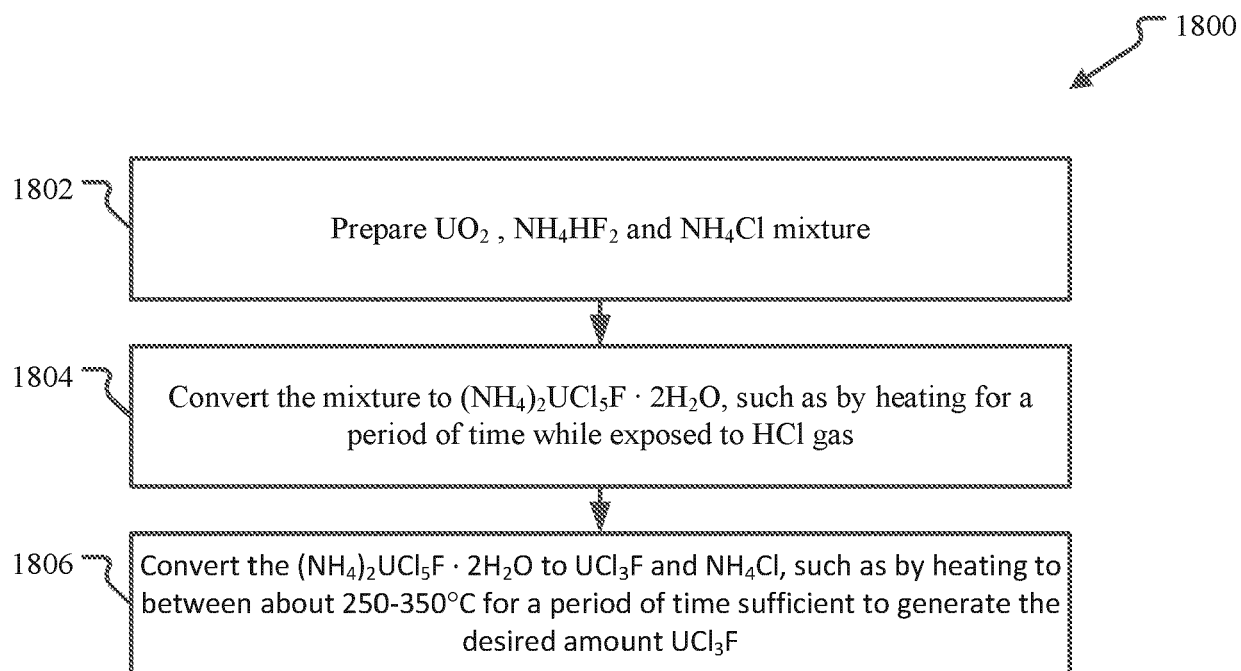 1800
1802
Prepare UO₂ , NH₄HF₂ and NH₄Cl mixture
1804
Convert the mixture to (NH₄)₂UCl₅F · 2H₂O, such as by heating for a
period of time while exposed to HCl gas
1806
Convert the (NH₄)₂UCl₅F · 2H₂O to UCl₃F and NH₄Cl, such as by heating to
between about 250-350°C for a period of time sufficient to generate the
desired amount UCl₃F